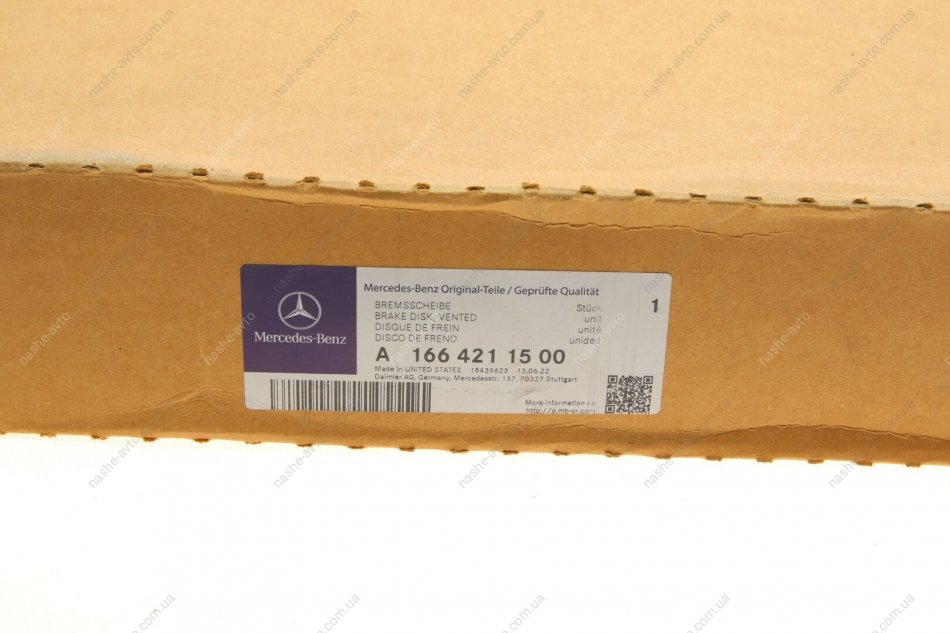 Mercedes-Benz
Mercedes-Benz Original-Teile / Geprüfte Qualität
BREMSSCHEIBE
BRAKE DISK, VENTED
DISQUE DE FREIN
DISCO DE FRENO
Stück
unit
unité
unidad
1
A 166 421 15 00
Made in UNITED STATES 18439623 13.06.22
Daimler AG, Germany, Mercedesstr. 137, 70327 Stuttgart
More information
nashe-avto.com.ua